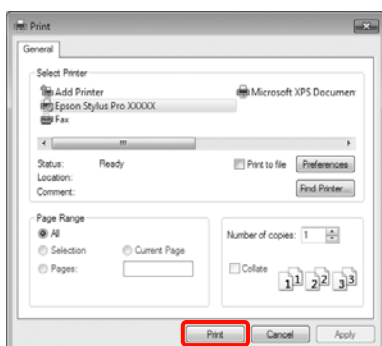 Print
General
Select Printer
Add Printer
Microsoft XPS Documen
Epson Stylus Pro XXXXX
Fax
Status: Ready
Print to file
Preferences
Location:
Comment:
Find Printer...
Page Range
All
Number of copies: 1
Selection
Current Page
Pages:
Collate
1 1 2 2 3 3
Print
Cancel
Apply